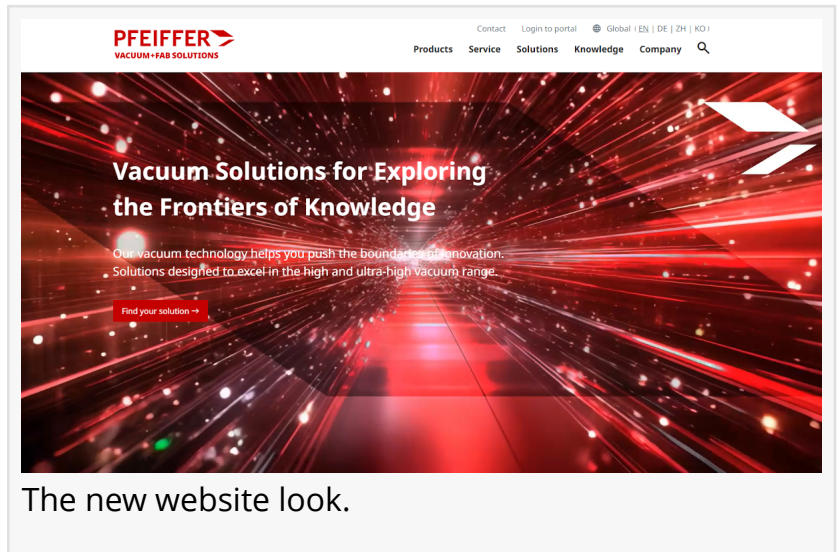 PFEIFFER
VACUUM+FAB SOLUTIONS
Contact Login to portal Global | EN | DE | ZH | KO |
Products Service Solutions Knowledge Company
Vacuum Solutions for Exploring
the Frontiers of Knowledge
Our vacuum technology helps you push the boundaries of innovation.
Solutions designed to excel in the high and ultra-high vacuum range.
Find your solution →
The new website look.